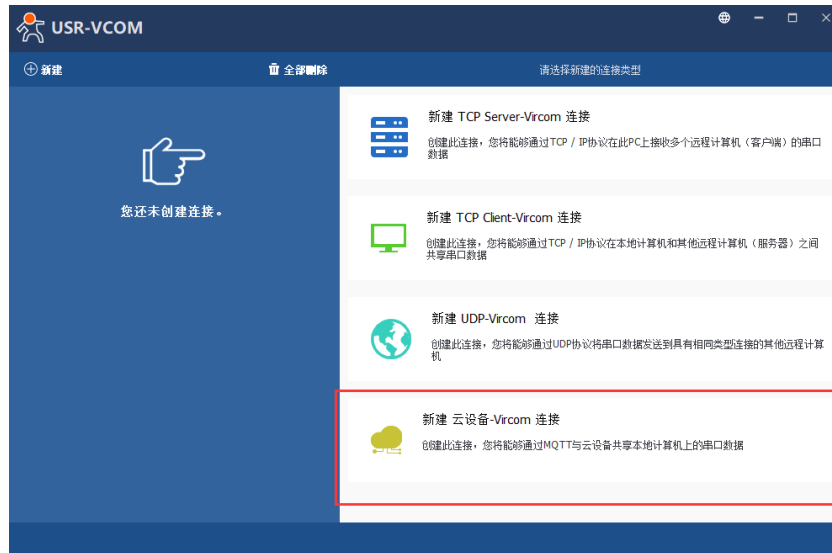 USR-VCOM
新建
全部删除
请选择新建的连接类型
您还未创建连接。
新建 TCP Server-Vircom 连接
创建此连接，您将能够通过TCP / IP协议在此PC上接收多个远程计算机（客户端）的串口
数据
新建 TCP Client-Vircom 连接
创建此连接，您将能够通过TCP / IP协议在本地计算机和其他远程计算机（服务器）之间
共享串口数据
新建 UDP-Vircom 连接
创建此连接，您将能够通过UDP协议将串口数据发送到具有相同类型连接的其他远程计算
机
新建 云设备-Vircom 连接
创建此连接，您将能够通过MQTT与云设备共享本地计算机上的串口数据